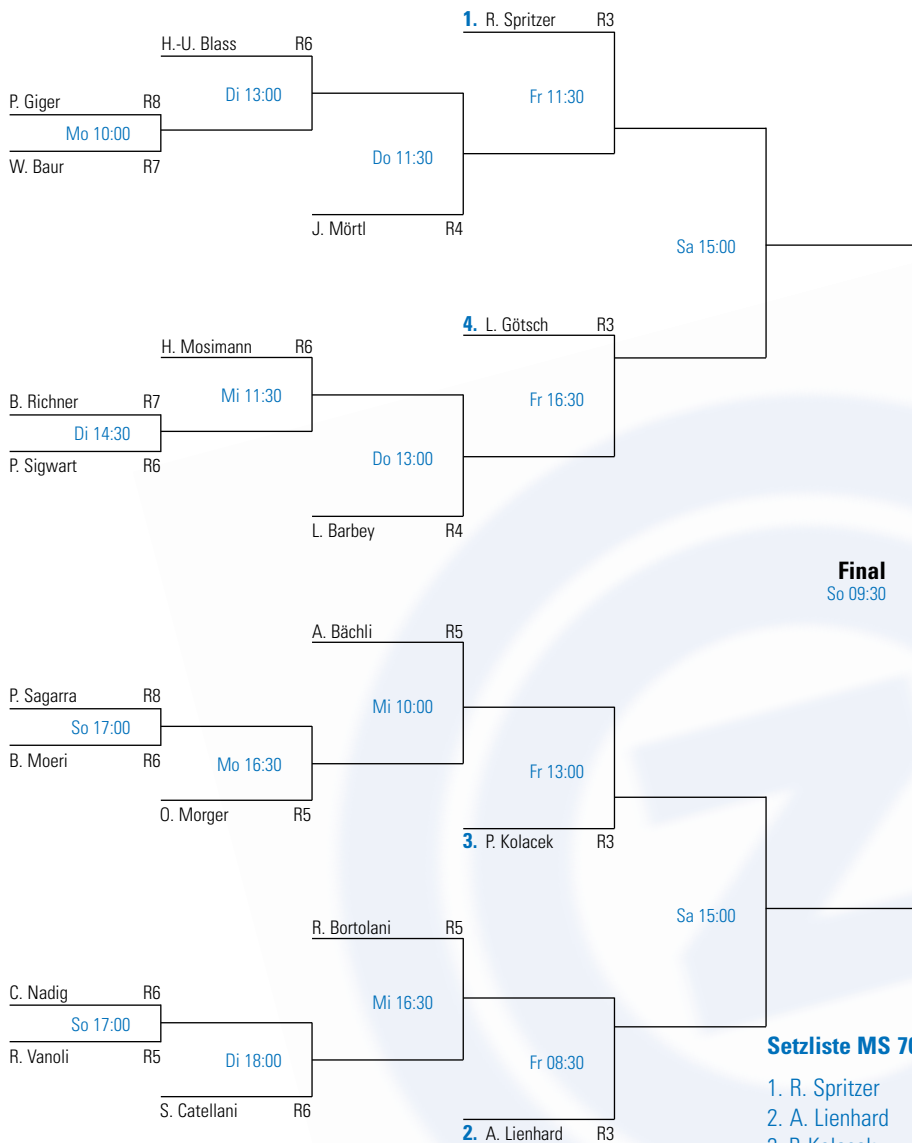 1. R. Spritzer R3
H.-U. Blass R6
Di 13:00
Fr 11:30
P. Giger R8
Mo 10:00
W. Baur R7
Do 11:30
J. Mörtl R4
Sa 15:00
4. L. Götsch R3
H. Mosimann R6
Mi 11:30
Fr 16:30
B. Richner R7
Di 14:30
P. Sigwart R6
Do 13:00
L. Barbey R4
Final
So 09:30
A. Bächli R5
P. Sagarra R8
Mi 10:00
So 17:00
B. Moeri R6
Mo 16:30
Fr 13:00
O. Morger R5
3. P. Kolacek R3
R. Bortolani R5
Sa 15:00
C. Nadig R6
Mi 16:30
So 17:00
R. Vanoli R5
Di 18:00
Fr 08:30
Setzliste MS 70
1. R. Spritzer
2. A. Lienhard
S. Catellani R6
2. A. Lienhard R3
3. P. Kolacek